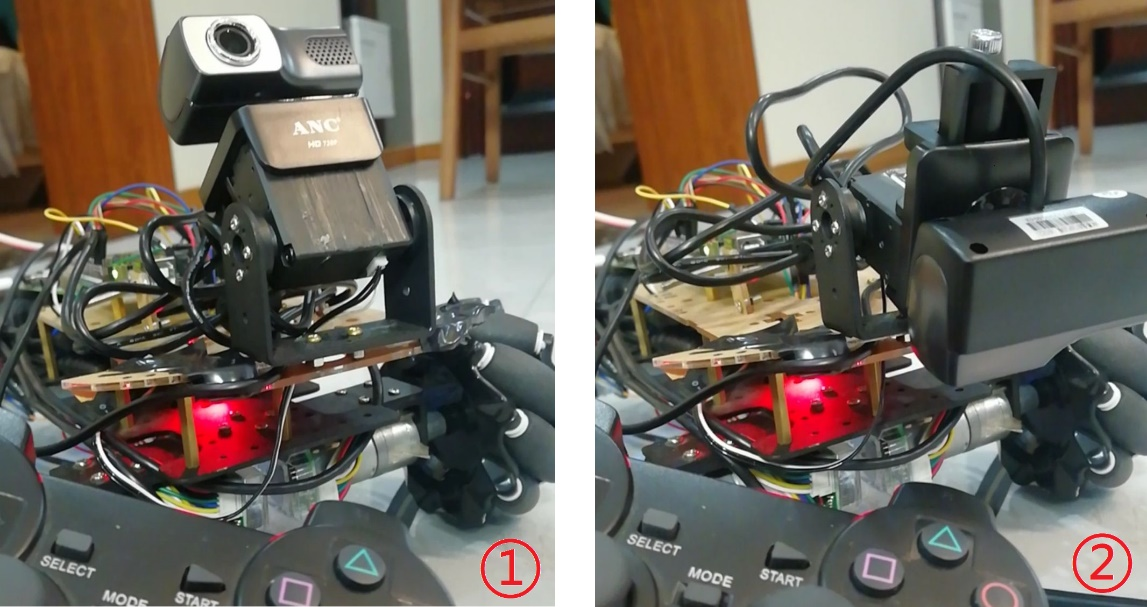 ANC
HD 720P
SELECT
MODE
START
①
SELECT
MODE
START
②